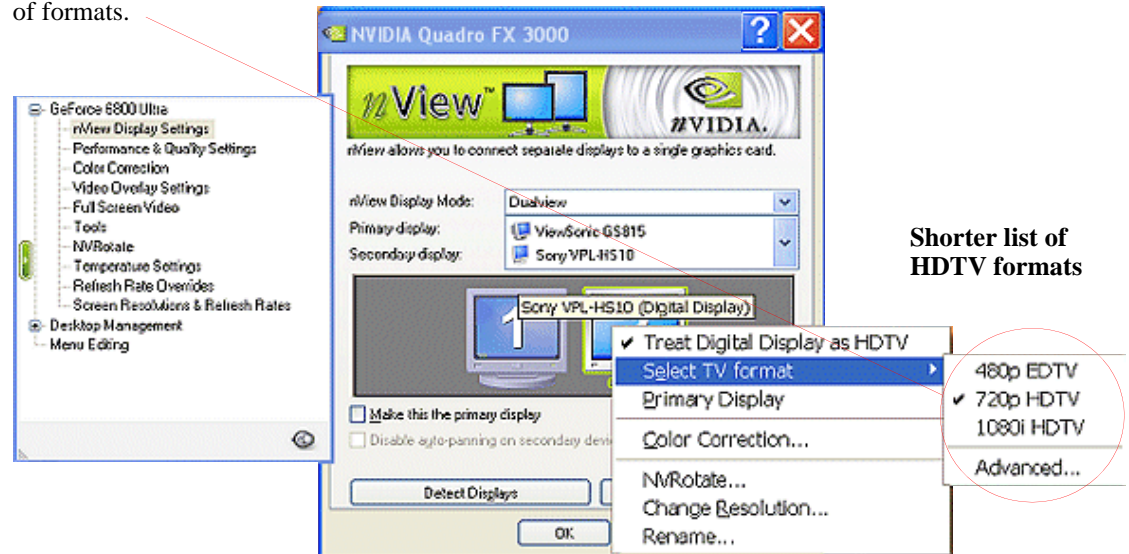 of formats.
NVIDIA Quadro FX 3000
nView™
NVIDIA.
nView allows you to connect separate displays to a single graphics card.
GeForce 6800 Ultra
nView Display Settings
Performance & Quality Settings
Color Correction
Video Overlay Settings
Full Screen Video
Tools
NVRotate
Temperature Settings
Refresh Rate Overrides
Screen Resolutions & Refresh Rates
Desktop Management
Menu Editing
nView Display Mode: Dualview
Primary display: ViewSonic GS815
Secondary display: Sony VPL-HS10
Sony VPL-HS10 (Digital Display)
1
Make this the primary display
Disable auto-panning on secondary devi
Detect Displays
OK
Treat Digital Display as HDTV
Select TV format
Primary Display
Color Correction...
NVRotate...
Change Resolution...
Rename...
Shorter list of
HDTV formats
480p EDTV
720p HDTV
1080i HDTV
Advanced...